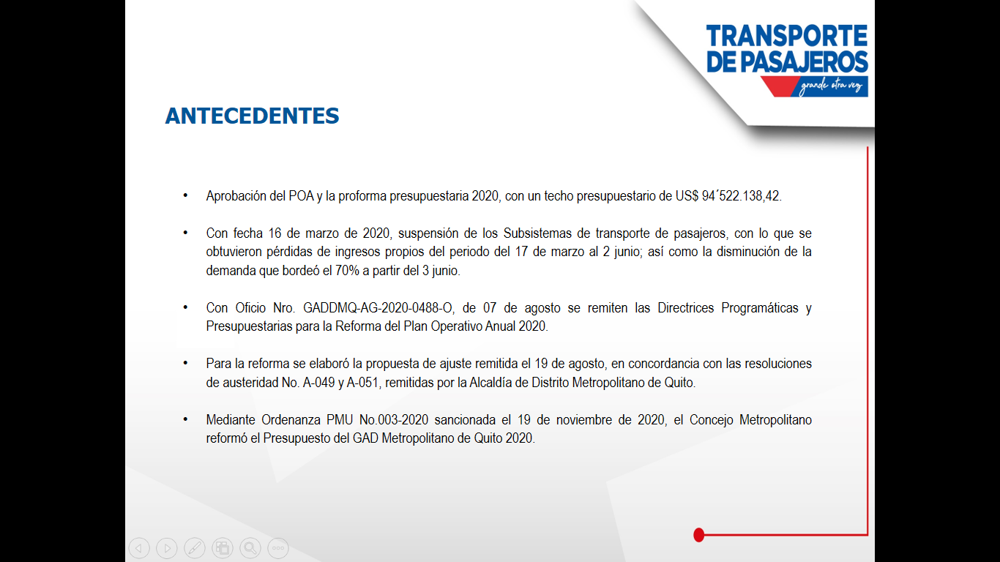 TRANSPORTE
DE PASAJEROS
grande otra vez
ANTECEDENTES
• Aprobación del POA y la proforma presupuestaria 2020, con un techo presupuestario de US$ 94´522.138,42.
• Con fecha 16 de marzo de 2020, suspensión de los Subsistemas de transporte de pasajeros, con lo que se
obtuvieron pérdidas de ingresos propios del periodo del 17 de marzo al 2 junio; así como la disminución de la
demanda que bordeó el 70% a partir del 3 junio.
• Con Oficio Nro. GADDMQ-AG-2020-0488-O, de 07 de agosto se remiten las Directrices Programáticas y
Presupuestarias para la Reforma del Plan Operativo Anual 2020.
• Para la reforma se elaboró la propuesta de ajuste remitida el 19 de agosto, en concordancia con las resoluciones
de austeridad No. A-049 y A-051, remitidas por la Alcaldía de Distrito Metropolitano de Quito.
• Mediante Ordenanza PMU No.003-2020 sancionada el 19 de noviembre de 2020, el Concejo Metropolitano
reformó el Presupuesto del GAD Metropolitano de Quito 2020.